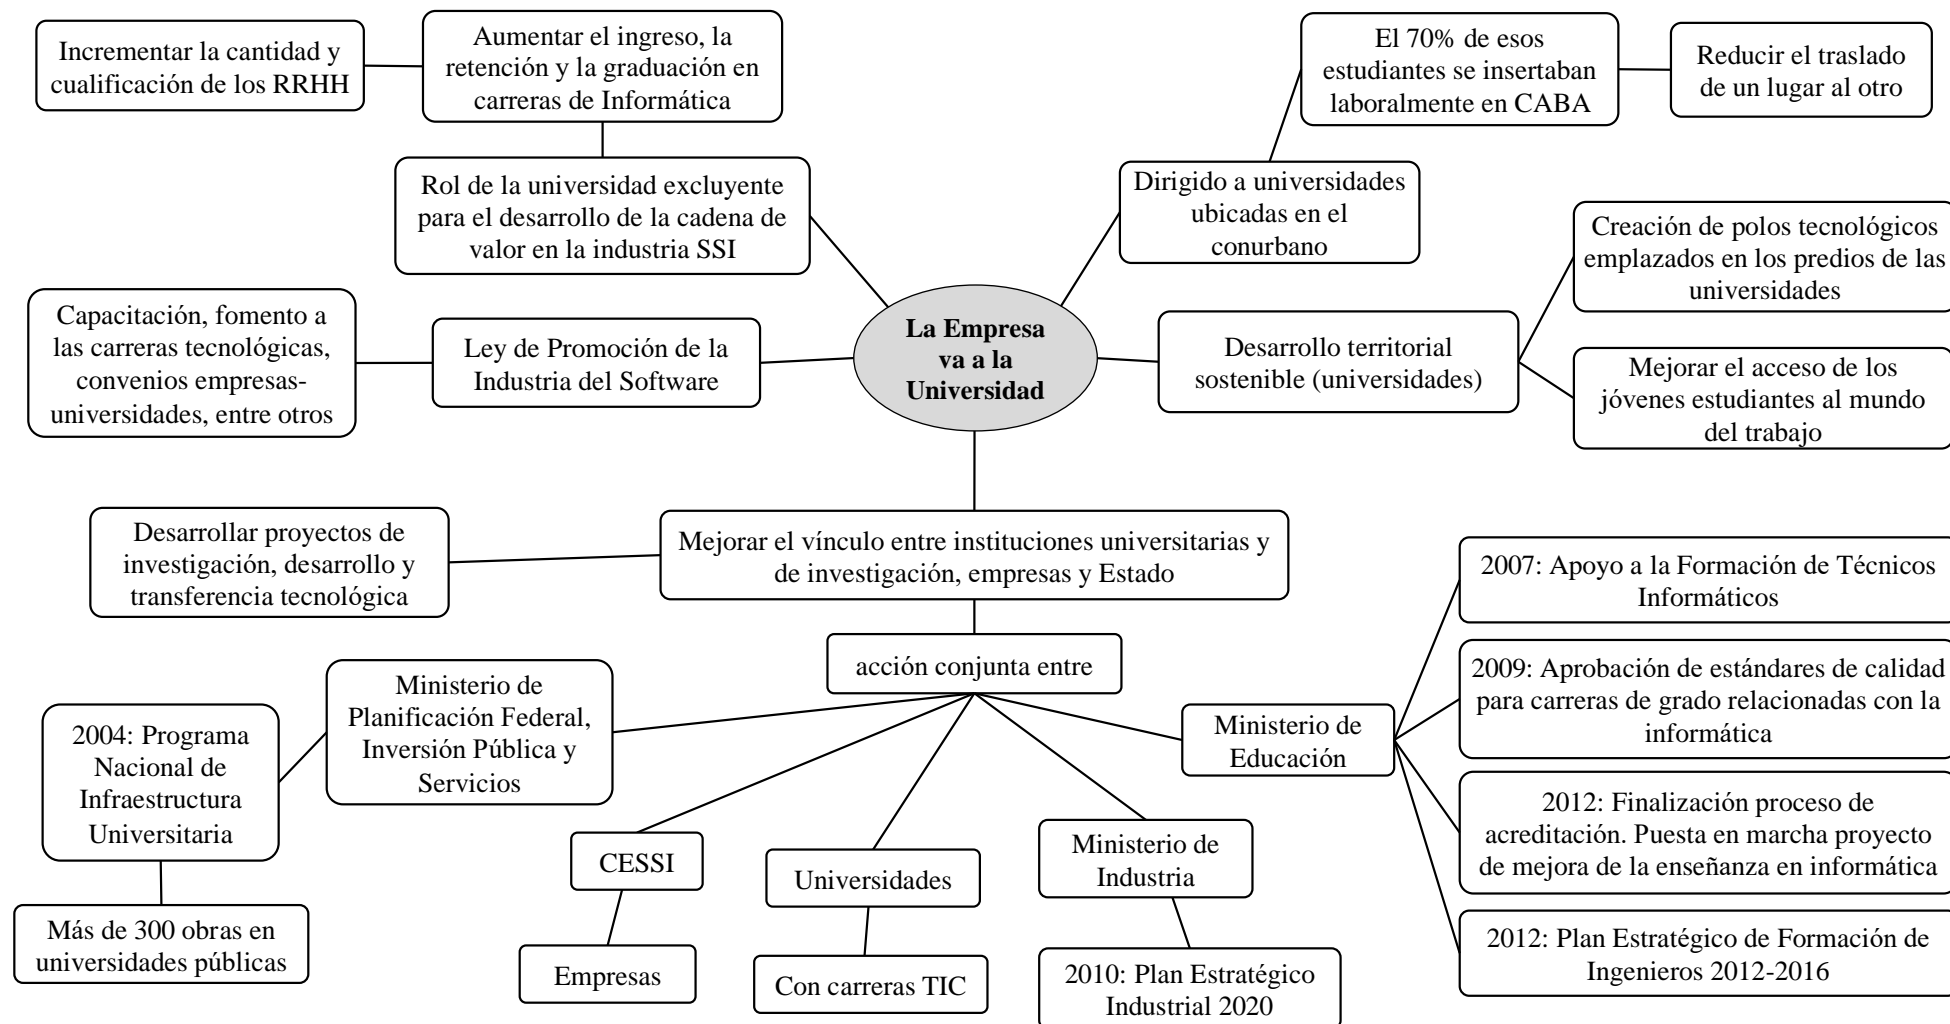 Incrementar la cantidad y
cualificación de los RRHH
Aumentar el ingreso, la
retención y la graduación en
carreras de Informática
El 70% de esos
estudiantes se insertaban
laboralmente en CABA
Reducir el traslado
de un lugar al otro
Rol de la universidad excluyente
para el desarrollo de la cadena de
valor en la industria SSI
Dirigido a universidades
ubicadas en el
conurbano
Creación de polos tecnológicos
emplazados en los predios de las
universidades
Capacitación, fomento a
las carreras tecnológicas,
convenios empresas-
universidades, entre otros
Ley de Promoción de la
Industria del Software
La Empresa
va a la
Universidad
Desarrollo territorial
sostenible (universidades)
Mejorar el acceso de los
jóvenes estudiantes al mundo
del trabajo
Desarrollar proyectos de
investigación, desarrollo y
transferencia tecnológica
Mejorar el vínculo entre instituciones universitarias y
de investigación, empresas y Estado
2007: Apoyo a la Formación de Técnicos
Informáticos
acción conjunta entre
2009: Aprobación de estándares de calidad
para carreras de grado relacionadas con la
informática
Ministerio de
Planificación Federal,
Inversión Pública y
Servicios
Ministerio de
Educación
2004: Programa
Nacional de
Infraestructura
Universitaria
2012: Finalización proceso de
acreditación. Puesta en marcha proyecto
de mejora de la enseñanza en informática
CESSI
Universidades
Ministerio de
Industria
Más de 300 obras en
universidades públicas
Empresas
Con carreras TIC
2010: Plan Estratégico
Industrial 2020
2012: Plan Estratégico de Formación de
Ingenieros 2012-2016